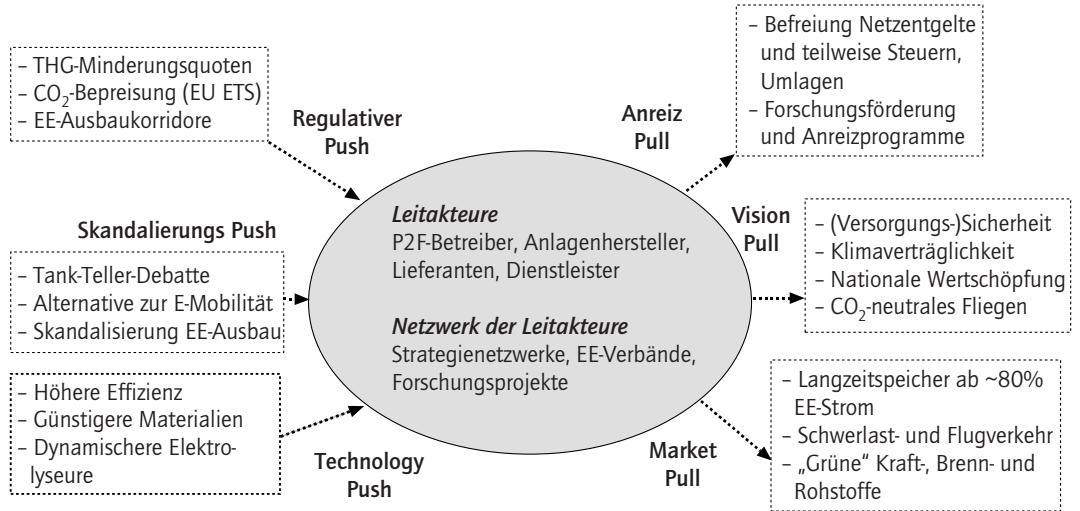 – THG-Minderungsquoten
– CO₂-Bepreisung (EU ETS)
– EE-Ausbaukorridore
Regulativer
Push
Anreiz
Pull
– Befreiung Netzentgelte
und teilweise Steuern,
Umlagen
– Forschungsförderung
und Anreizprogramme
Skandalierungs Push
– Tank-Teller-Debatte
– Alternative zur E-Mobilität
– Skandalisierung EE-Ausbau
Leitakteure
P2F-Betreiber, Anlagenhersteller,
Lieferanten, Dienstleister
Netzwerk der Leitakteure
Strategienetzwerke, EE-Verbände,
Forschungsprojekte
Vision
Pull
– (Versorgungs-)Sicherheit
– Klimaverträglichkeit
– Nationale Wertschöpfung
– CO₂-neutrales Fliegen
– Höhere Effizienz
– Günstigere Materialien
– Dynamischere Elektro-
lyseure
Technology
Push
Market
Pull
– Langzeitspeicher ab ~80%
EE-Strom
– Schwerlast- und Flugverkehr
– „Grüne“ Kraft-, Brenn- und
Rohstoffe